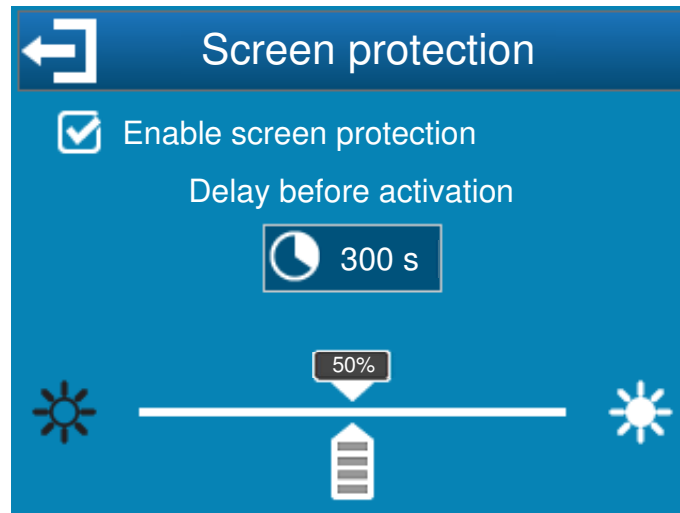 Screen protection
Enable screen protection
Delay before activation
300 s
50%